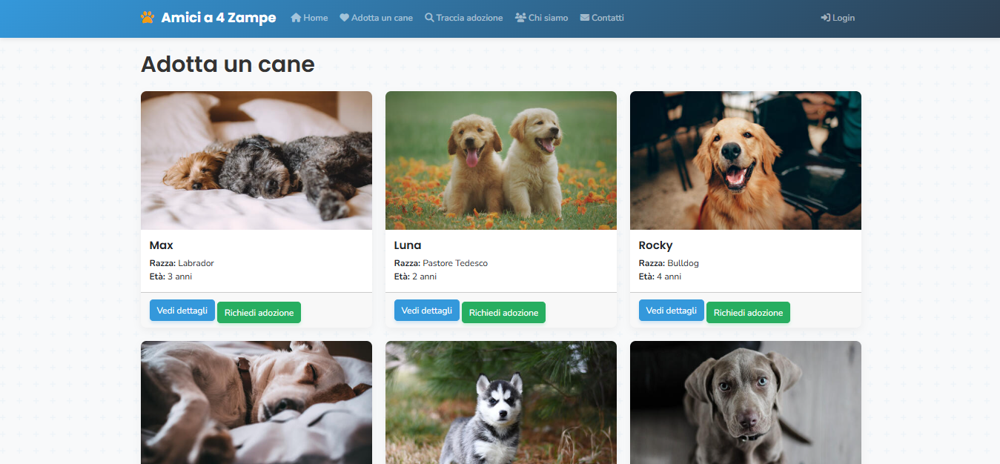 Amici a 4 Zampe Home Adotta un cane Traccia adozione Chi siamo Contatti Login
Adotta un cane
Max
Razza: Labrador
Età: 3 anni
Vedi dettagli Richiedi adozione
Luna
Razza: Pastore Tedesco
Età: 2 anni
Vedi dettagli Richiedi adozione
Rocky
Razza: Bulldog
Età: 4 anni
Vedi dettagli Richiedi adozione